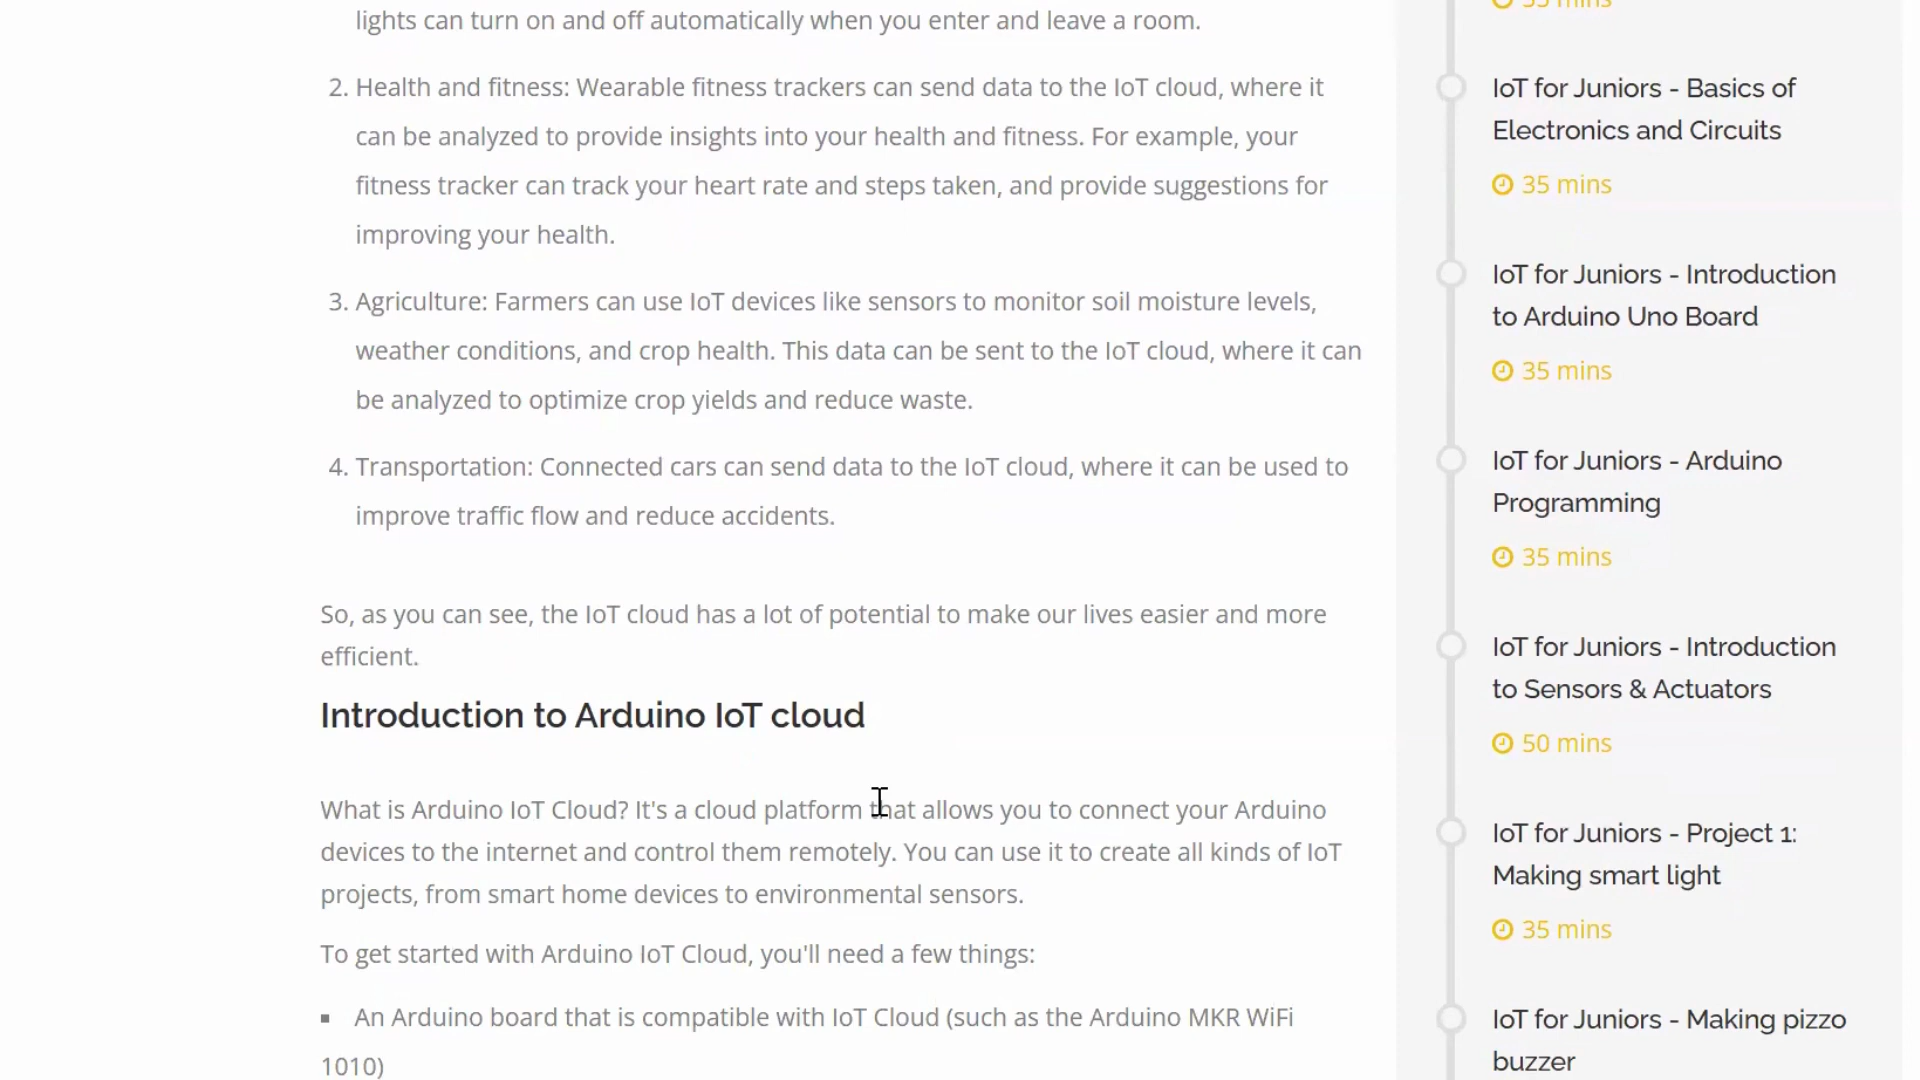 lights can turn on and off automatically when you enter and leave a room.
2. Health and fitness: Wearable fitness trackers can send data to the IoT cloud, where it
can be analyzed to provide insights into your health and fitness. For example, your
fitness tracker can track your heart rate and steps taken, and provide suggestions for
improving your health.
3. Agriculture: Farmers can use IoT devices like sensors to monitor soil moisture levels,
weather conditions, and crop health. This data can be sent to the IoT cloud, where it can
be analyzed to optimize crop yields and reduce waste.
4. Transportation: Connected cars can send data to the IoT cloud, where it can be used to
improve traffic flow and reduce accidents.
So, as you can see, the IoT cloud has a lot of potential to make our lives easier and more
efficient.
Introduction to Arduino IoT cloud
What is Arduino IoT Cloud? It's a cloud platform that allows you to connect your Arduino
devices to the internet and control them remotely. You can use it to create all kinds of IoT
projects, from smart home devices to environmental sensors.
To get started with Arduino IoT Cloud, you'll need a few things:
▪ An Arduino board that is compatible with IoT Cloud (such as the Arduino MKR WiFi
1010)
35 mins
IoT for Juniors - Basics of
Electronics and Circuits
35 mins
IoT for Juniors - Introduction
to Arduino Uno Board
35 mins
IoT for Juniors - Arduino
Programming
35 mins
IoT for Juniors - Introduction
to Sensors & Actuators
50 mins
IoT for Juniors - Project 1:
Making smart light
35 mins
IoT for Juniors - Making pizzo
buzzer